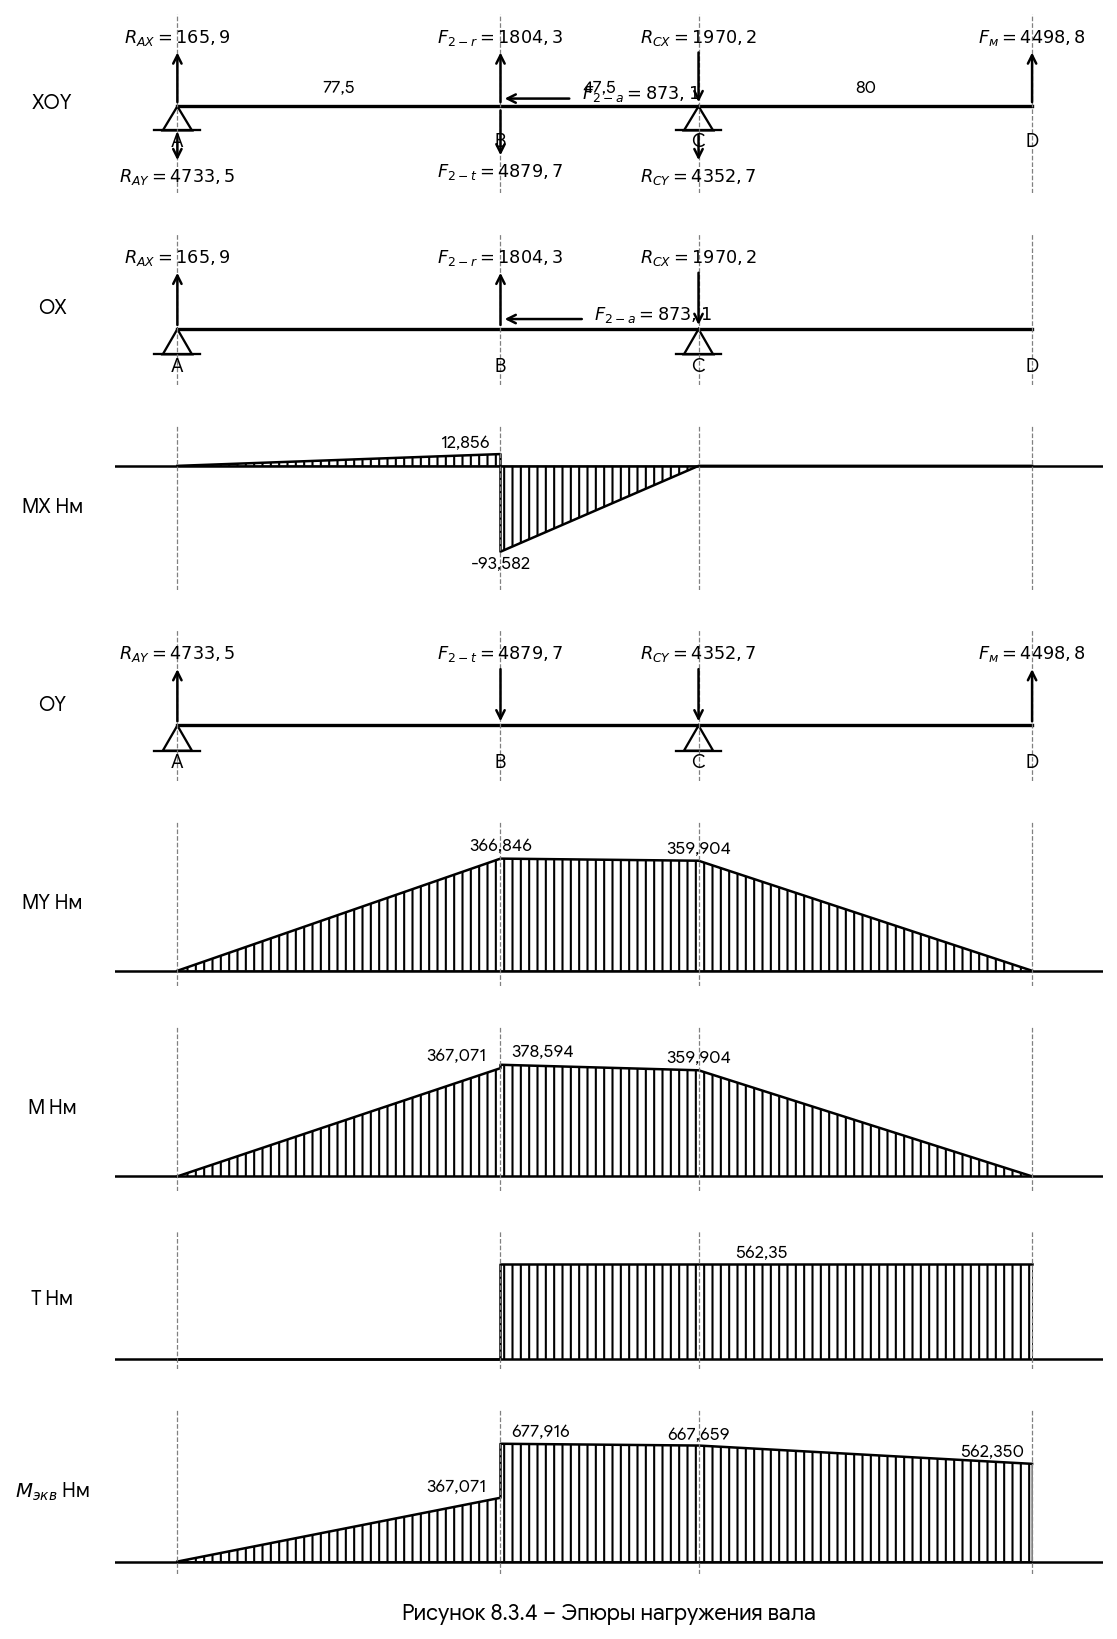 R_AX = 165,9 F_2-r = 1804,3 R_CX = 1970,2 F_м = 4498,8
XOY 77,5 47,5 80
F_2-a = 873,1
A B C D
R_AY = 4733,5 F_2-t = 4879,7 R_CY = 4352,7
R_AX = 165,9 F_2-r = 1804,3 R_CX = 1970,2
OX F_2-a = 873,1
A B C D
12,856
MX Нм
-93,582
R_AY = 4733,5 F_2-t = 4879,7 R_CY = 4352,7 F_м = 4498,8
OY
A B C D
366,846 359,904
MY Нм
367,071 378,594 359,904
M Нм
562,35
T Нм
677,916 667,659 562,350
367,071
M_экв Нм
Рисунок 8.3.4 – Эпюры нагружения вала